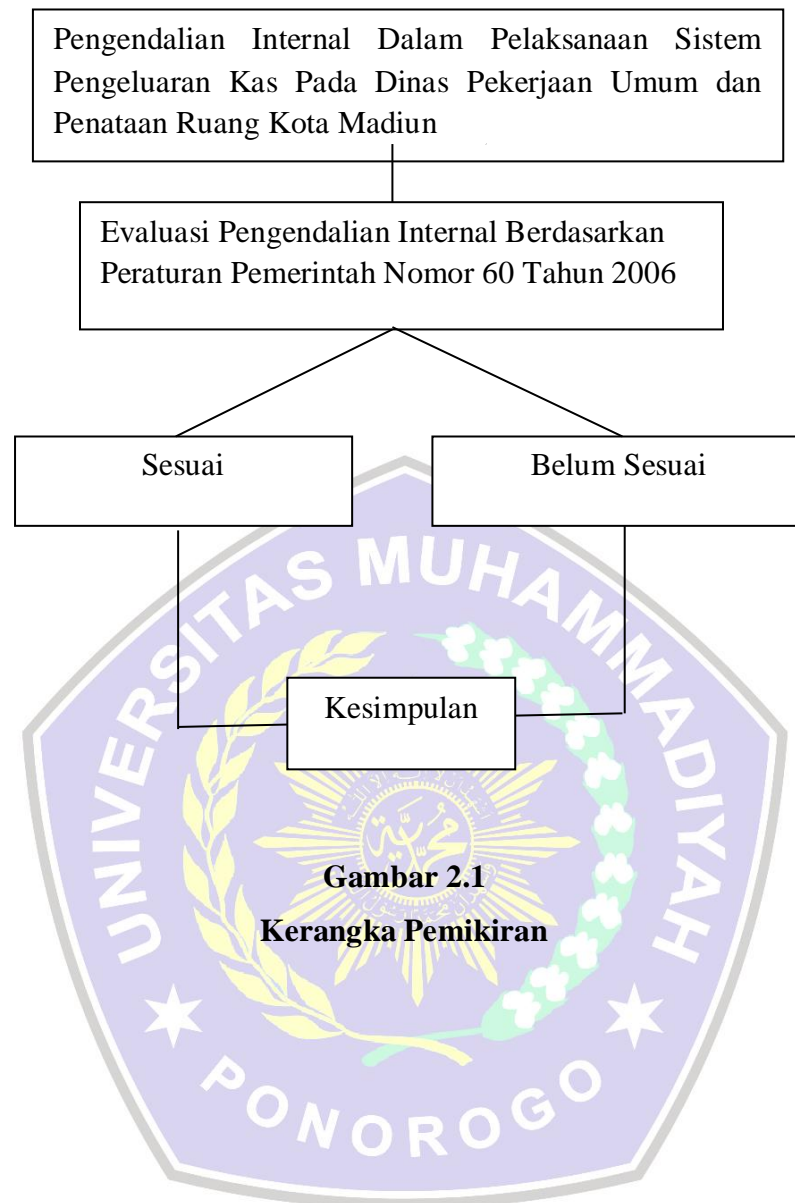 Pengendalian Internal Dalam Pelaksanaan Sistem
Pengeluaran Kas Pada Dinas Pekerjaan Umum dan
Penataan Ruang Kota Madiun
Evaluasi Pengendalian Internal Berdasarkan
Peraturan Pemerintah Nomor 60 Tahun 2006
Sesuai
Belum Sesuai
UNIVERSITAS MUHAMMADIYAH
Kesimpulan
Gambar 2.1
Kerangka Pemikiran
PONOROGO